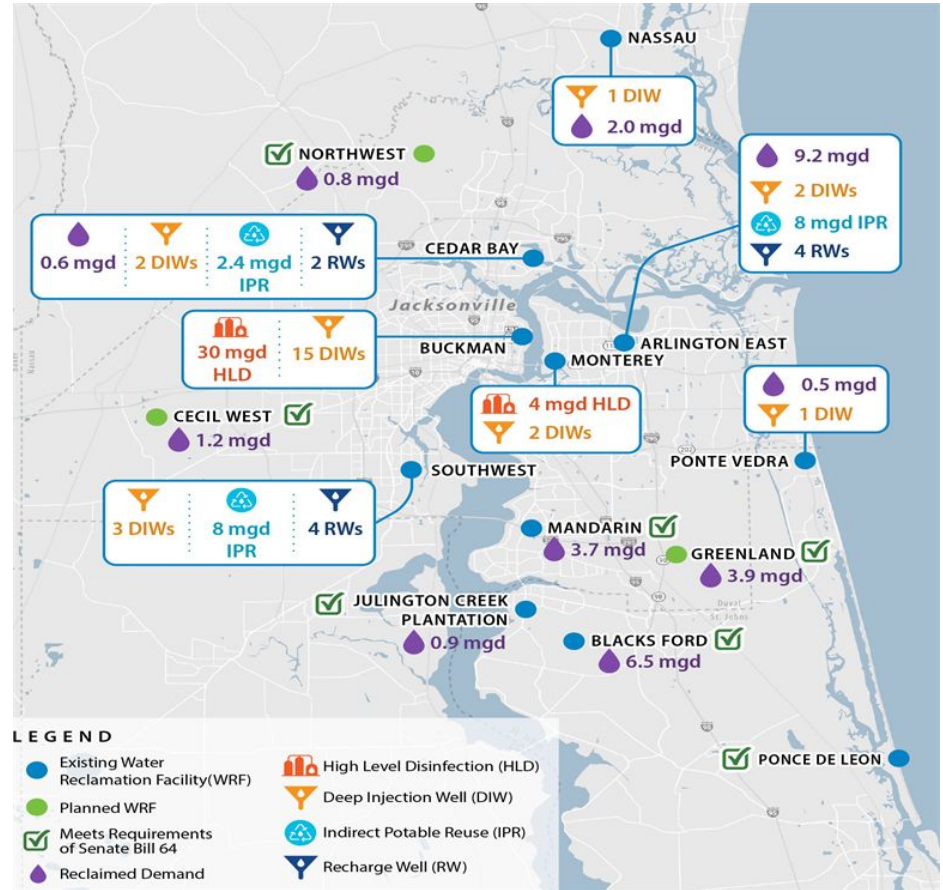 NASSAU
1 DIW
2.0 mgd
NORTHWEST
0.8 mgd
9.2 mgd
2 DIWs
8 mgd IPR
4 RWs
CEDAR BAY
0.6 mgd
2 DIWs
2.4 mgd
IPR
2 RWs
Jacksonville
BUCKMAN
30 mgd
HLD
15 DIWs
ARLINGTON EAST
MONTEREY
4 mgd HLD
2 DIWs
0.5 mgd
1 DIW
PONTE VEDRA
CECIL WEST
1.2 mgd
SOUTHWEST
3 DIWs
8 mgd
IPR
4 RWs
MANDARIN
3.7 mgd
GREENLAND
3.9 mgd
Duval
St Johns
JULINGTON CREEK
PLANTATION
0.9 mgd
BLACKS FORD
6.5 mgd
PONCE DE LEON
LEGEND
Existing Water
Reclamation Facility(WRF)
Planned WRF
Meets Requirements
of Senate Bill 64
Reclaimed Demand
High Level Disinfection (HLD)
Deep Injection Well (DIW)
Indirect Potable Reuse (IPR)
Recharge Well (RW)